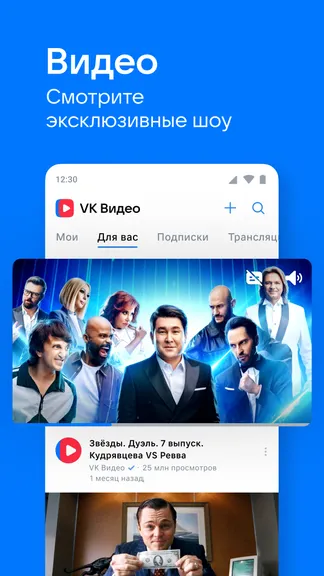 Видео
Смотрите
эксклюзивные шоу
12:30
VK Видео
Мои Для вас Подписки Трансляц
Звёзды. Дуэль. 7 выпуск.
Кудрявцева VS Ревва
VK Видео · 25 млн просмотров
1 месяц назад